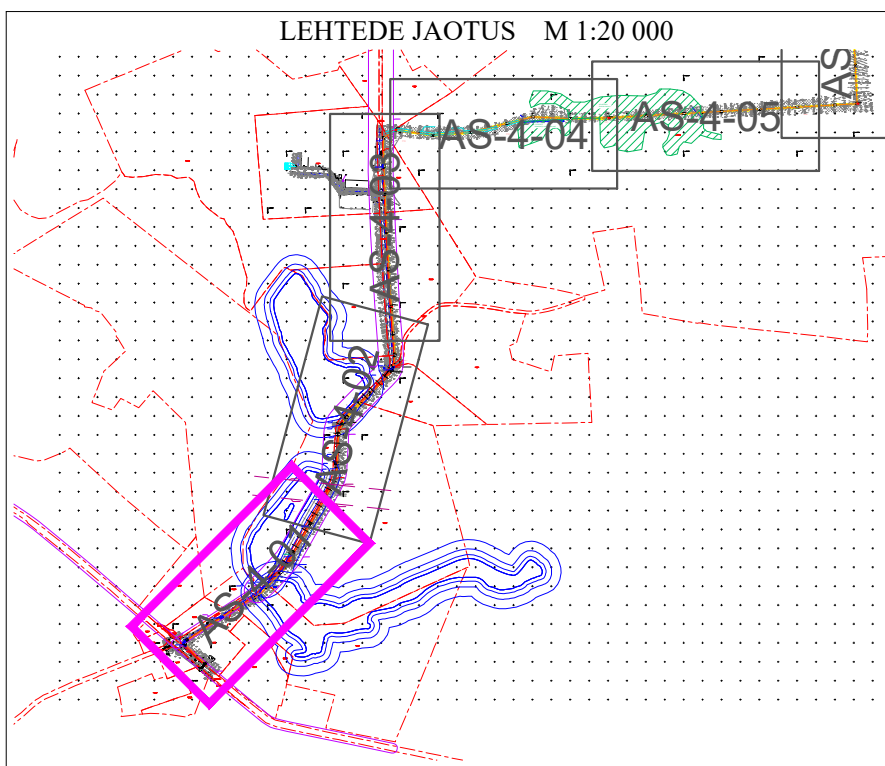 LEHTEDE JAOTUS M 1:20 000
AS
AS-4-04
AS-4-05
AS-4-03
AS-4-02
AS-4-01